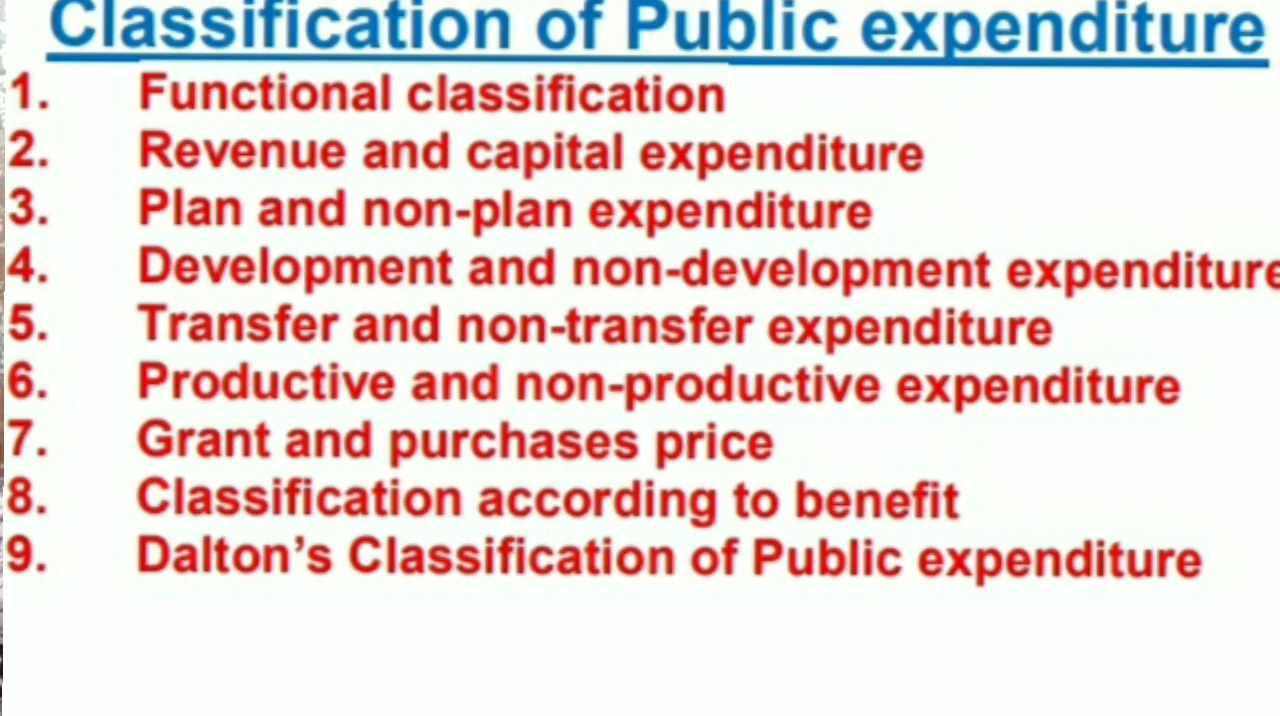 Classification of Public expenditure
1. Functional classification
2. Revenue and capital expenditure
3. Plan and non-plan expenditure
4. Development and non-development expenditure
5. Transfer and non-transfer expenditure
6. Productive and non-productive expenditure
7. Grant and purchases price
8. Classification according to benefit
9. Dalton’s Classification of Public expenditure